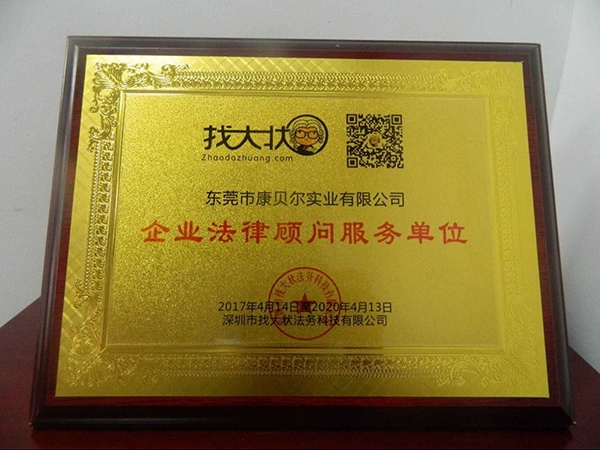 找大状
Zhaodazhuang.com
东莞市康贝尔实业有限公司
企业法律顾问服务单位
2017年4月14日至2020年4月13日
深圳市找大状法务科技有限公司